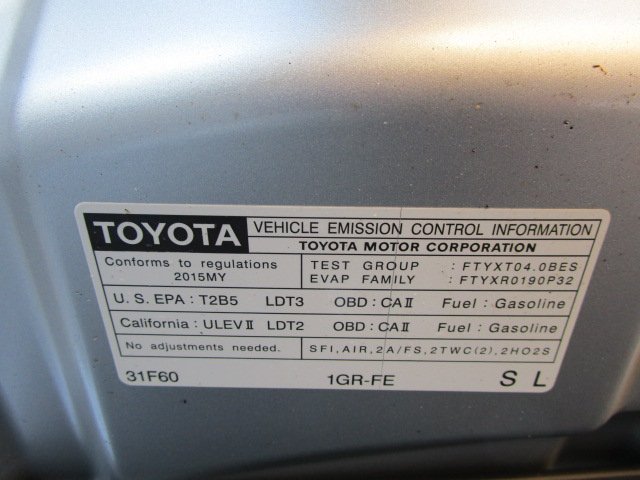 TOYOTA VEHICLE EMISSION CONTROL INFORMATION
TOYOTA MOTOR CORPORATION
Conforms to regulations
2015MY
TEST GROUP : FTYXT04.0BES
EVAP FAMILY : FTYXR0190P32
U. S. EPA : T2B5 LDT3 OBD : CAⅡ Fuel : Gasoline
California : ULEVⅡ LDT2 OBD : CAⅡ Fuel : Gasoline
No adjustments needed. SFI,AIR,2A/FS,2TWC(2),2HO2S
31F60 1GR-FE S L